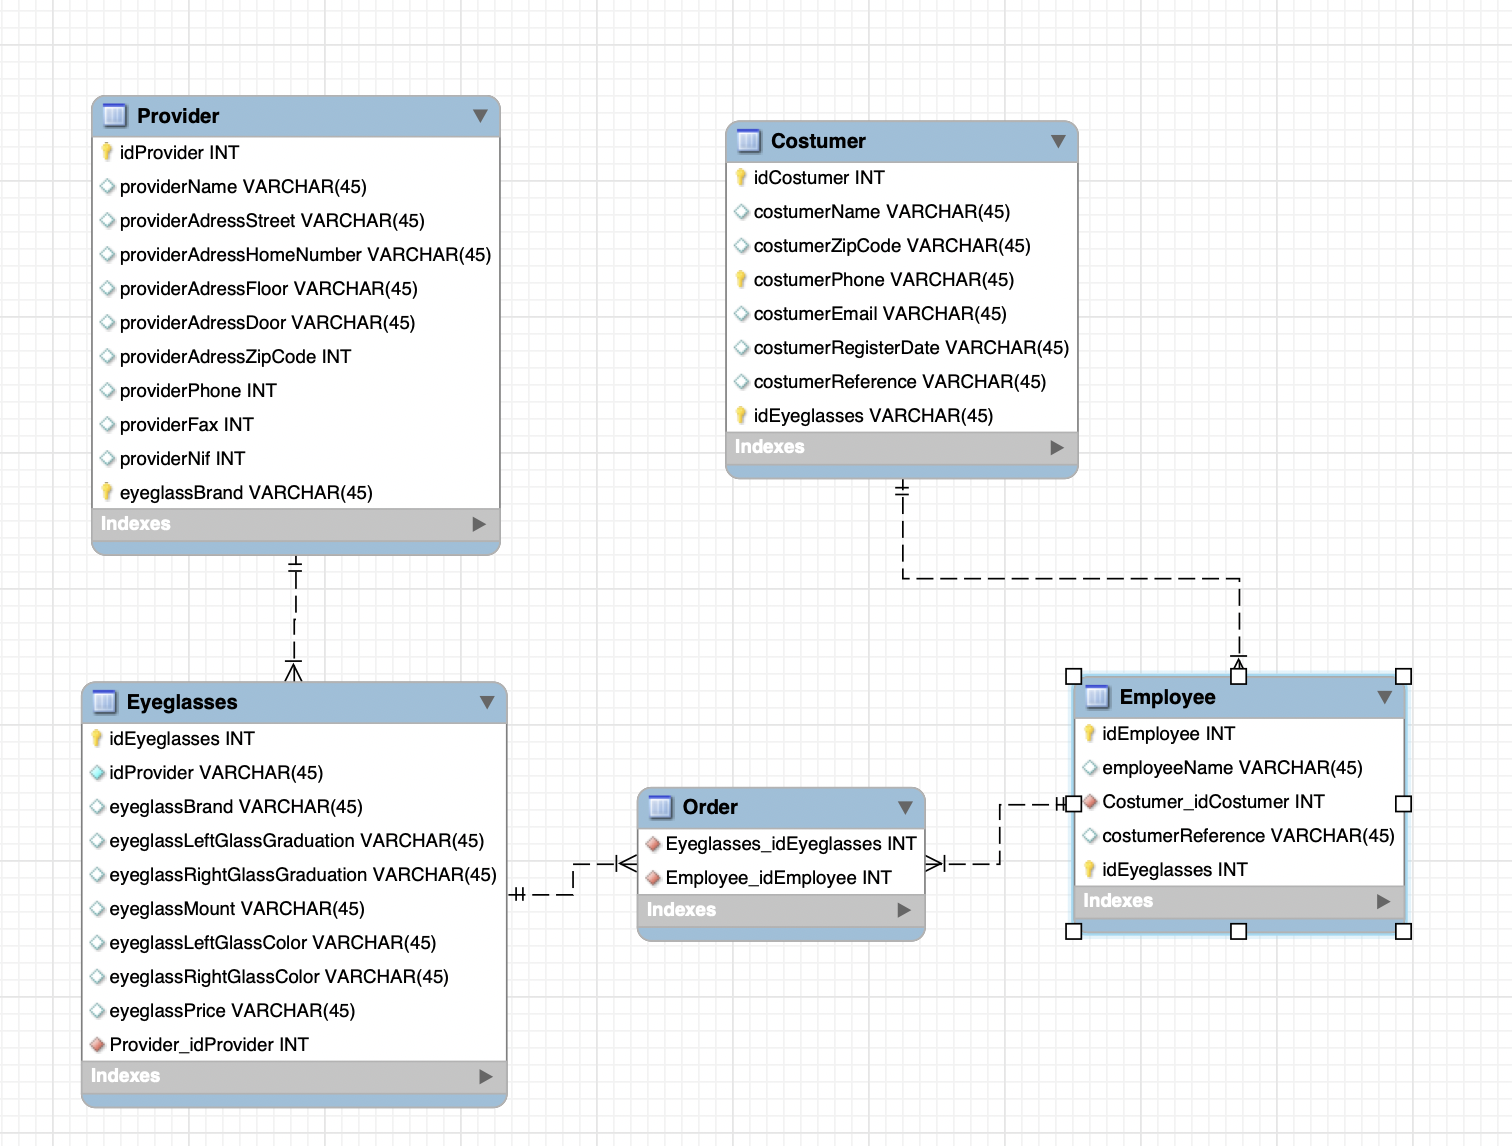 Provider
idProvider INT
providerName VARCHAR(45)
providerAdressStreet VARCHAR(45)
providerAdressHomeNumber VARCHAR(45)
providerAdressFloor VARCHAR(45)
providerAdressDoor VARCHAR(45)
providerAdressZipCode INT
providerPhone INT
providerFax INT
providerNif INT
eyeglassBrand VARCHAR(45)
Indexes
Costumer
idCostumer INT
costumerName VARCHAR(45)
costumerZipCode VARCHAR(45)
costumerPhone VARCHAR(45)
costumerEmail VARCHAR(45)
costumerRegisterDate VARCHAR(45)
costumerReference VARCHAR(45)
idEyeglasses VARCHAR(45)
Indexes
Eyeglasses
idEyeglasses INT
idProvider VARCHAR(45)
eyeglassBrand VARCHAR(45)
eyeglassLeftGlassGraduation VARCHAR(45)
eyeglassRightGlassGraduation VARCHAR(45)
eyeglassMount VARCHAR(45)
eyeglassLeftGlassColor VARCHAR(45)
eyeglassRightGlassColor VARCHAR(45)
eyeglassPrice VARCHAR(45)
Provider_idProvider INT
Indexes
Order
Eyeglasses_idEyeglasses INT
Employee_idEmployee INT
Indexes
Employee
idEmployee INT
employeeName VARCHAR(45)
Costumer_idCostumer INT
costumerReference VARCHAR(45)
idEyeglasses INT
Indexes